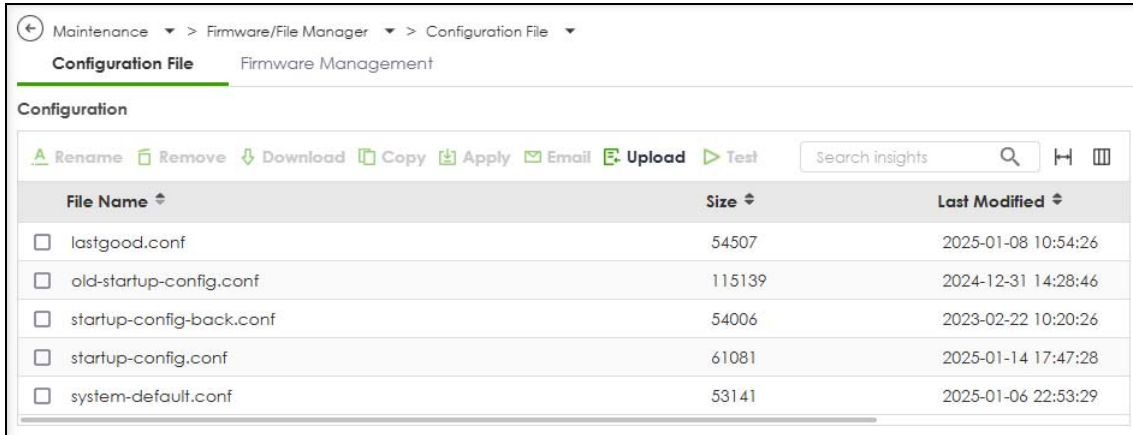 Maintenance > Firmware/File Manager > Configuration File
Configuration File Firmware Management
Configuration
Rename Remove Download Copy Apply Email Upload Test Search insights
File Name Size Last Modified
lastgood.conf 54507 2025-01-08 10:54:26
old-startup-config.conf 115139 2024-12-31 14:28:46
startup-config-back.conf 54006 2023-02-22 10:20:26
startup-config.conf 61081 2025-01-14 17:47:28
system-default.conf 53141 2025-01-06 22:53:29